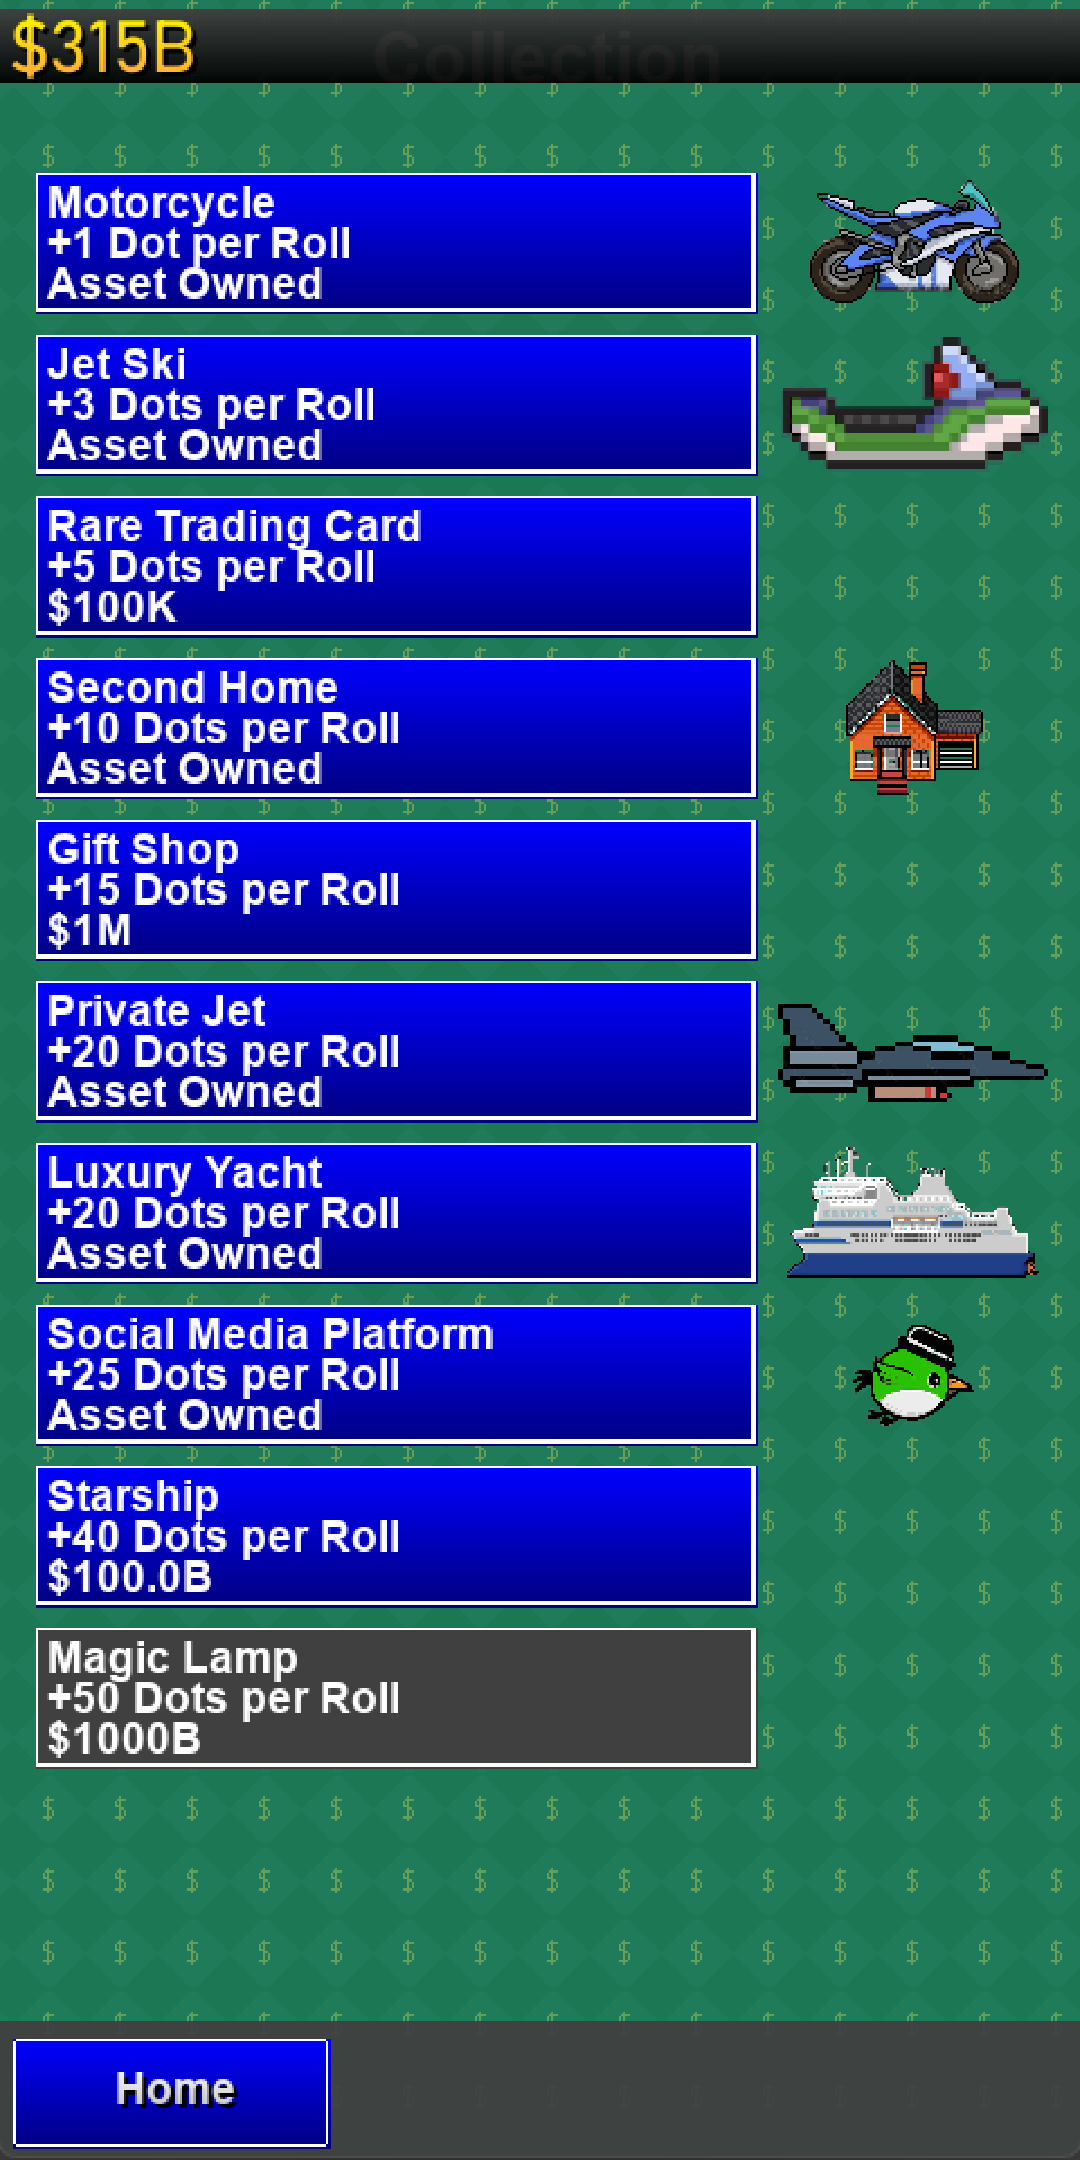 $315B
Collection
Motorcycle
+1 Dot per Roll
Asset Owned
Jet Ski
+3 Dots per Roll
Asset Owned
Rare Trading Card
+5 Dots per Roll
$100K
Second Home
+10 Dots per Roll
Asset Owned
Gift Shop
+15 Dots per Roll
$1M
Private Jet
+20 Dots per Roll
Asset Owned
Luxury Yacht
+20 Dots per Roll
Asset Owned
Social Media Platform
+25 Dots per Roll
Asset Owned
Starship
+40 Dots per Roll
$100.0B
Magic Lamp
+50 Dots per Roll
$1000B
Home